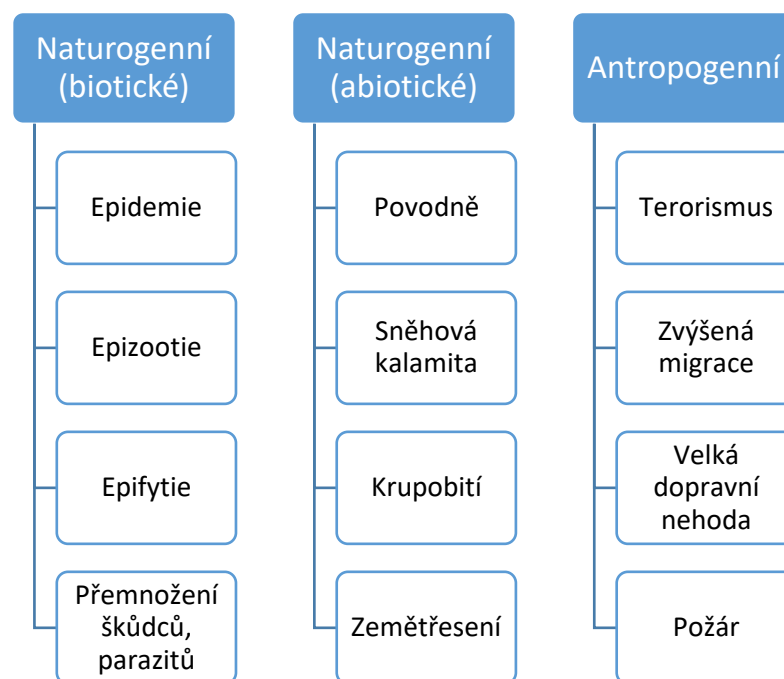 Naturogenní
(biotické)
Epidemie
Epizootie
Epifytie
Přemnožení
škůdců,
parazitů
Naturogenní
(abiotické)
Povodně
Sněhová
kalamita
Krupobití
Zemětřesení
Antropogenní
Terorismus
Zvýšená
migrace
Velká
dopravní
nehoda
Požár